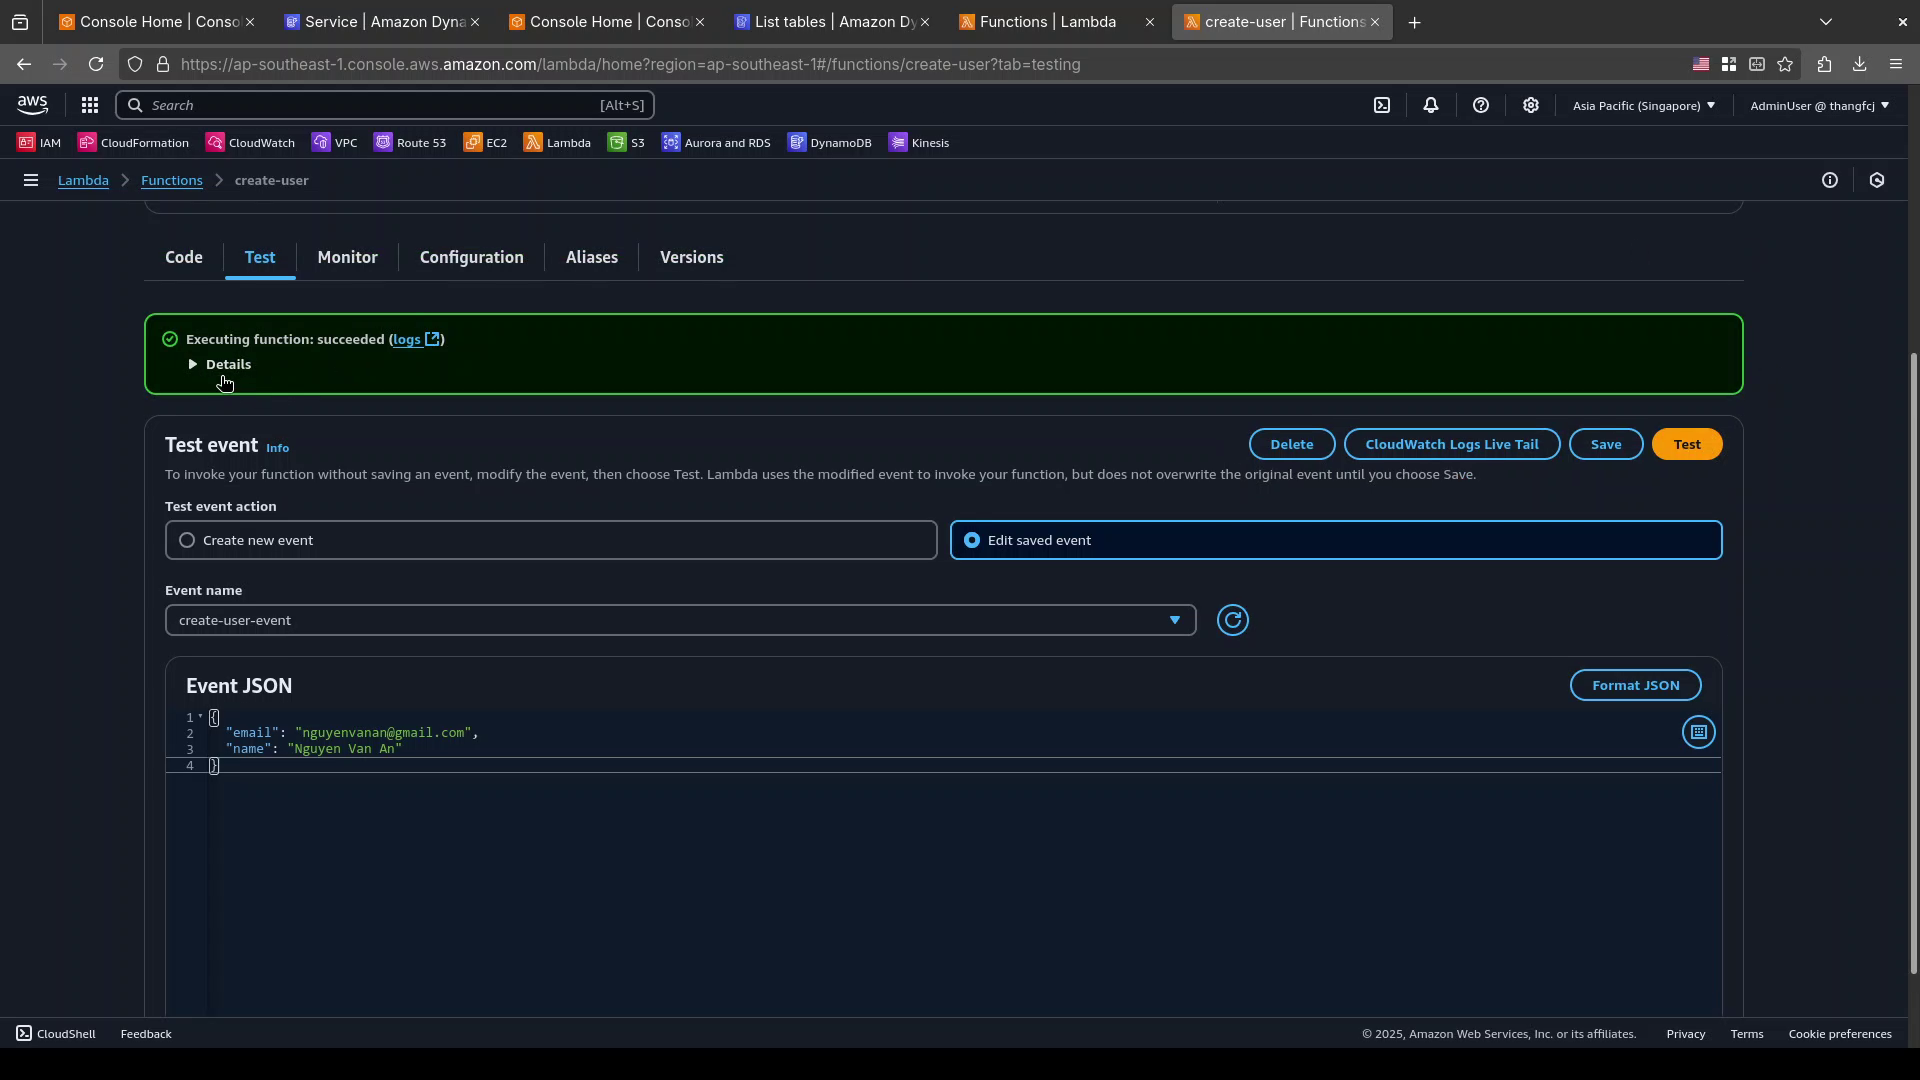 Console Home | Conso
Service | Amazon Dyna
Console Home | Conso
List tables | Amazon Dy
Functions | Lambda
create-user | Functions
https://ap-southeast-1.console.aws.amazon.com/lambda/home?region=ap-southeast-1#/functions/create-user?tab=testing
aws
Search
[Alt+S]
Asia Pacific (Singapore)
AdminUser @ thangfcj
IAM
CloudFormation
CloudWatch
VPC
Route 53
EC2
Lambda
S3
Aurora and RDS
DynamoDB
Kinesis
Lambda
Functions
create-user
Code
Test
Monitor
Configuration
Aliases
Versions
Executing function: succeeded (logs)
Details
Test event Info
Delete
CloudWatch Logs Live Tail
Save
Test
To invoke your function without saving an event, modify the event, then choose Test. Lambda uses the modified event to invoke your function, but does not overwrite the original event until you choose Save.
Test event action
Create new event
Edit saved event
Event name
create-user-event
Event JSON
Format JSON
1 {
2 "email": "nguyenvanan@gmail.com",
3 "name": "Nguyen Van An"
4 }
CloudShell
Feedback
© 2025, Amazon Web Services, Inc. or its affiliates.
Privacy
Terms
Cookie preferences